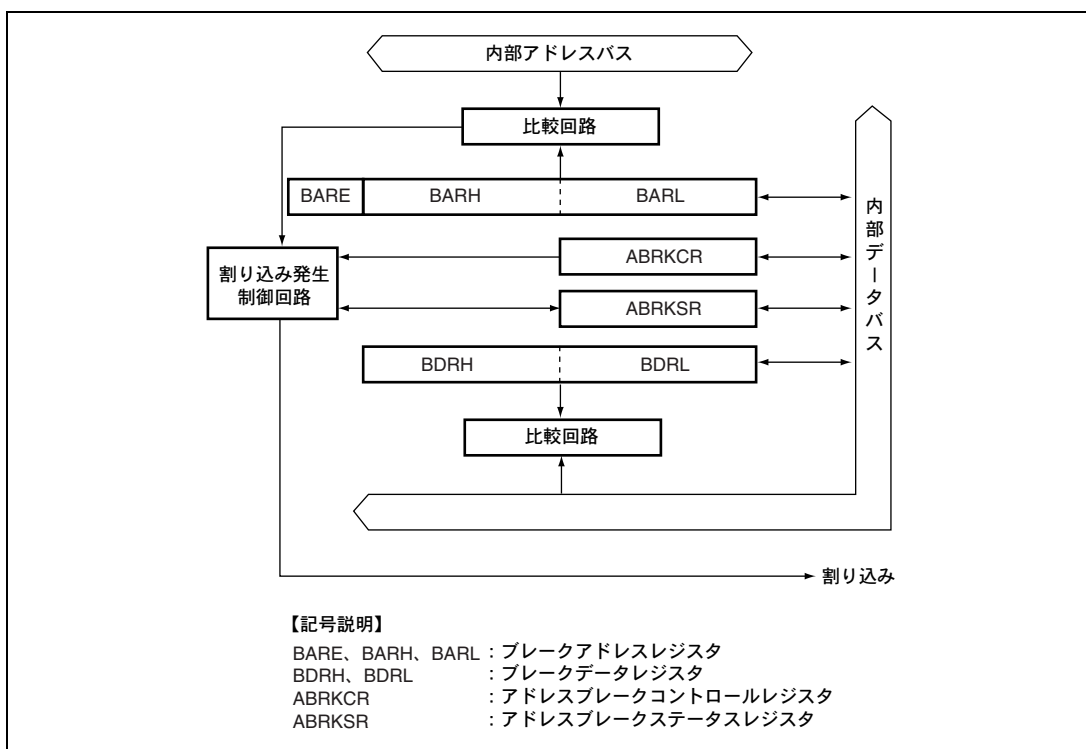 内部アドレスバス
比較回路
BARE
BARH
BARL
内部データバス
ABRKCR
割り込み発生
制御回路
ABRKSR
BDRH
BDRL
比較回路
割り込み
【記号説明】
BARE、BARH、BARL : ブレークアドレスレジスタ
BDRH、BDRL : ブレークデータレジスタ
ABRKCR : アドレスブレークコントロールレジスタ
ABRKSR : アドレスブレークステータスレジスタ